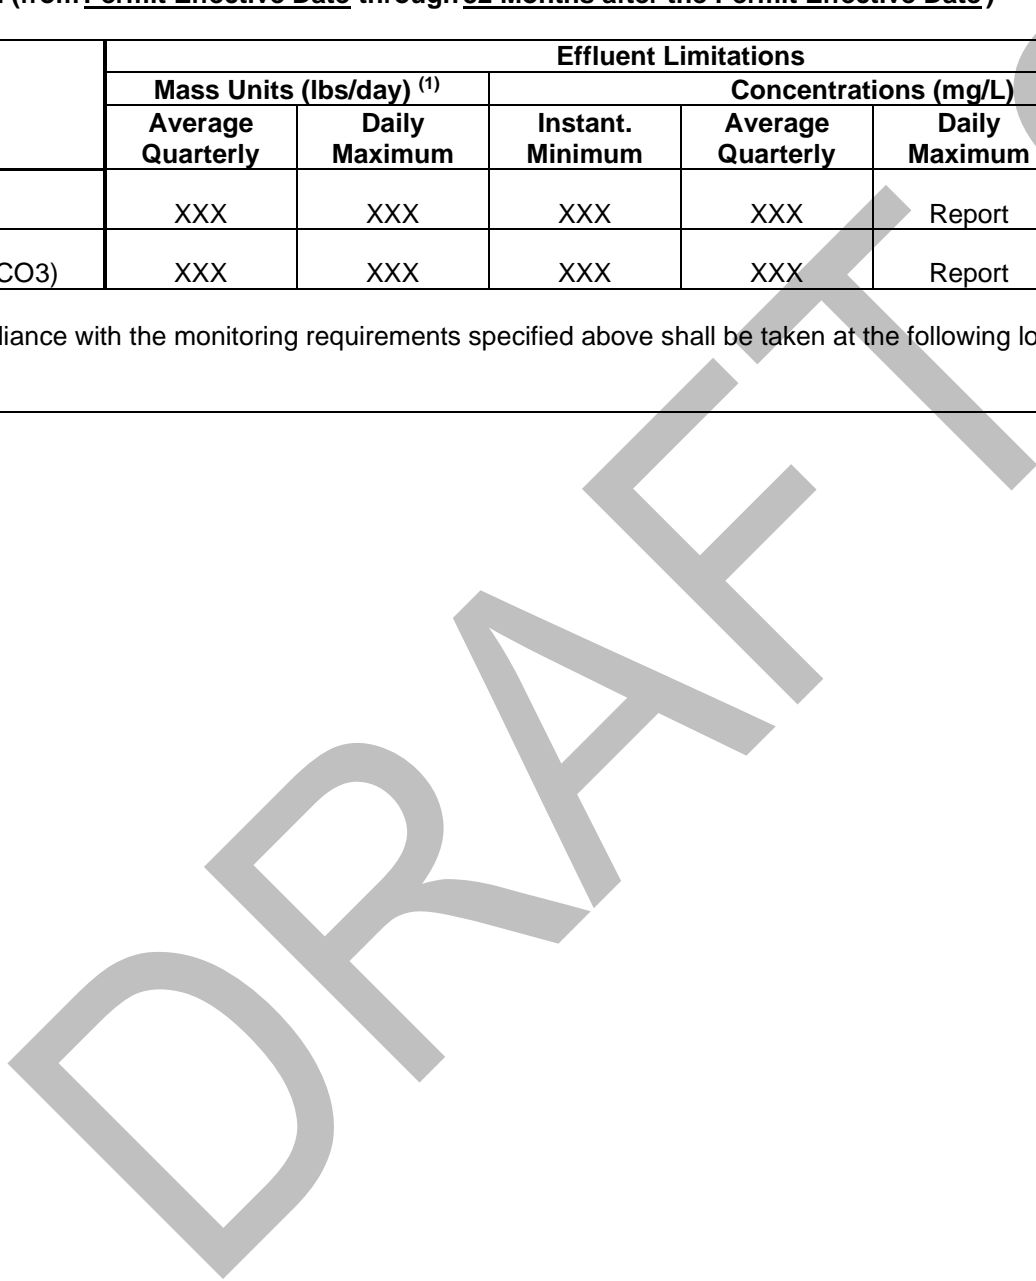 Effluent Limitations
Mass Units (lbs/day) (1) Concentrations (mg/L)
Average Quarterly Daily Maximum Instant. Minimum Average Quarterly Daily Maximum
XXX XXX XXX XXX Report
CO3) XXX XXX XXX XXX Report
with the monitoring requirements specified above shall be taken at the following
DRAFT